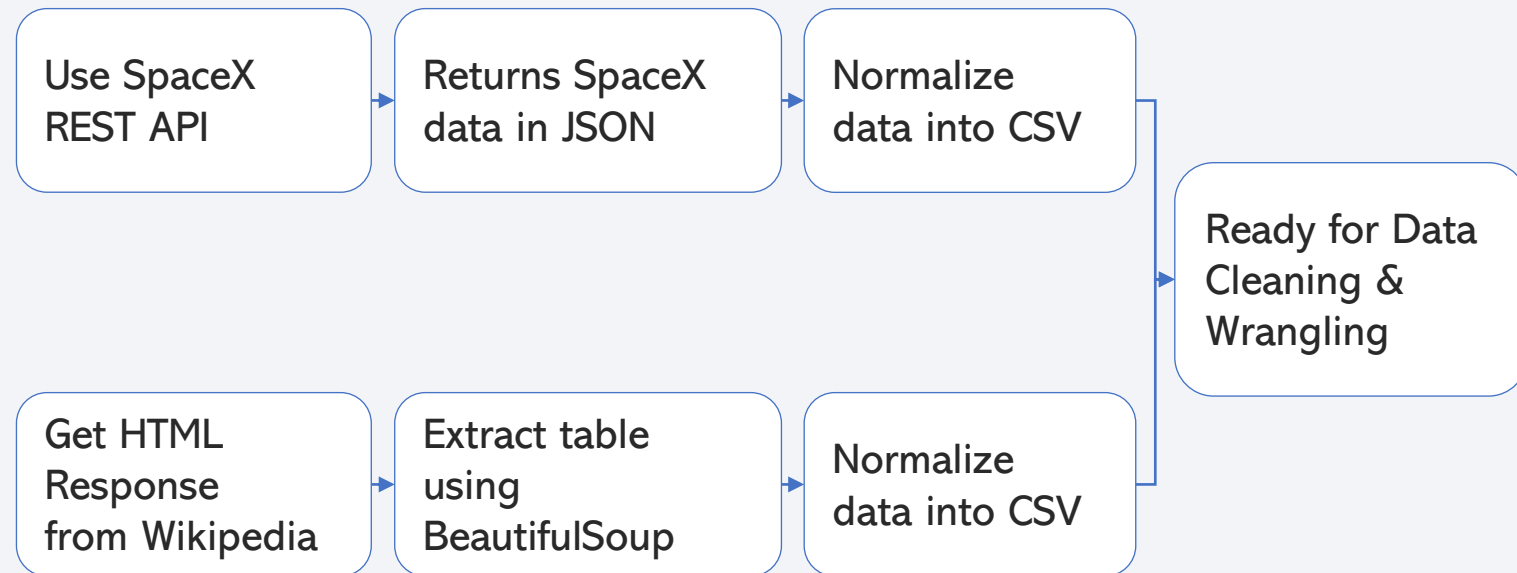 Use SpaceX
REST API
Returns SpaceX
data in JSON
Normalize
data into CSV
Ready for Data
Cleaning &
Wrangling
Get HTML
Response
from Wikipedia
Extract table
using
BeautifulSoup
Normalize
data into CSV